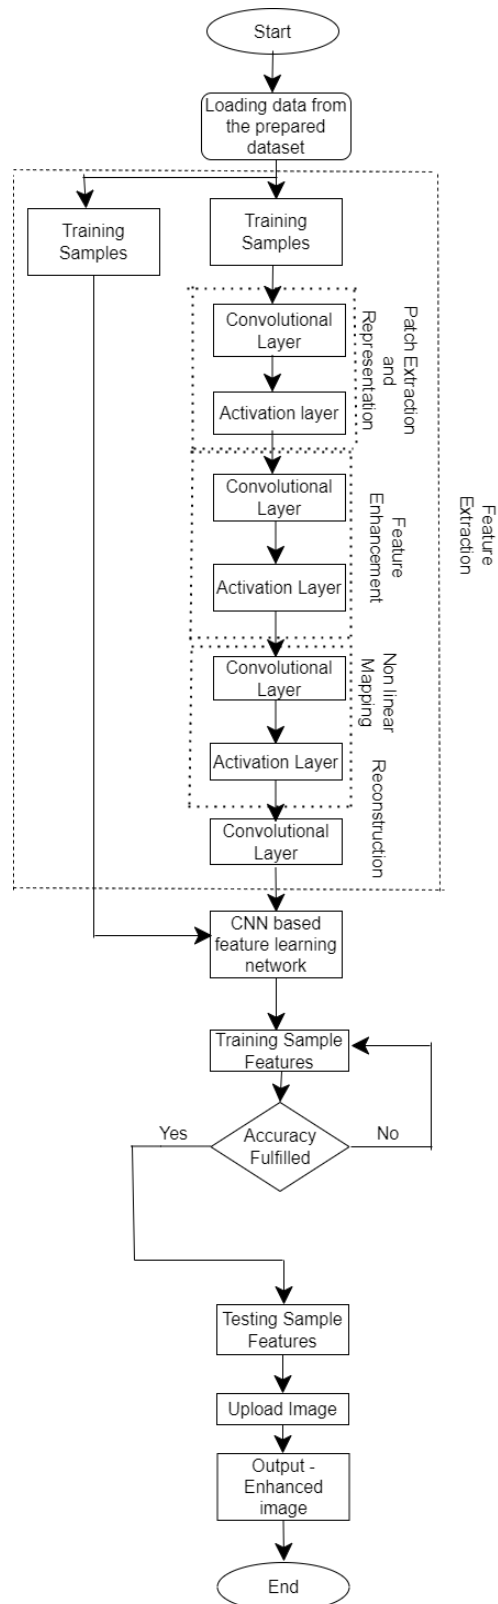 Start
Loading data from
the prepared
dataset
Training
Samples
Training
Samples
Convolutional
Layer
Activation layer
Patch Extraction
and
Representation
Convolutional
Layer
Activation Layer
Feature
Enhancement
Feature
Extraction
Convolutional
Layer
Activation Layer
Non linear
Mapping
Convolutional
Layer
Reconstruction
CNN based
feature learning
network
Training Sample
Features
Accuracy
Fulfilled
Yes
No
Testing Sample
Features
Upload Image
Output -
Enhanced
image
End